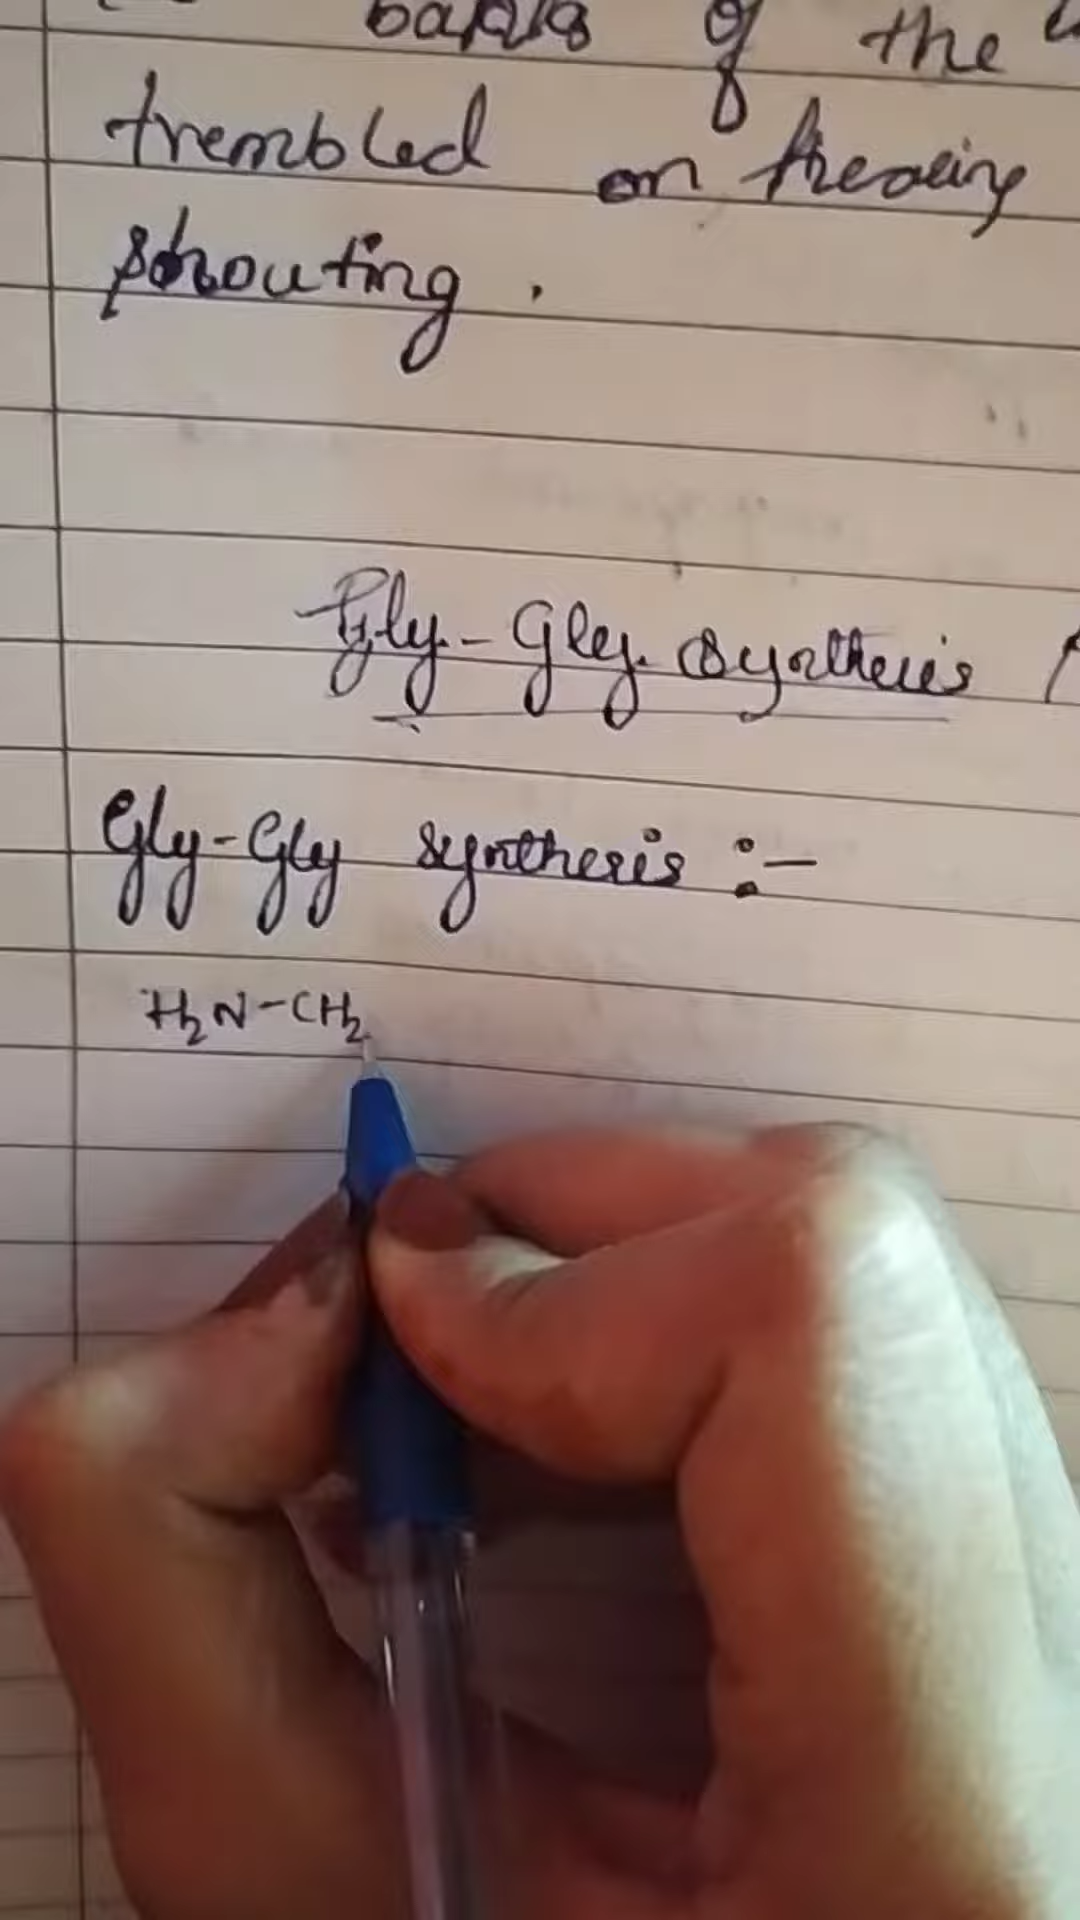 of the
trembled on hearing
shouting.
Gly.-Gly. Synthesis
Gly-Gly synthesis :-
H₂N-CH₂